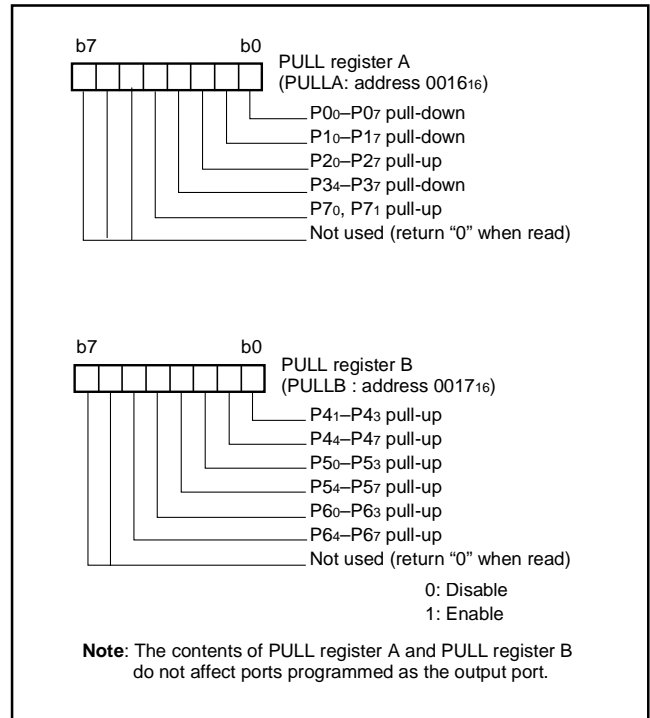 b7 b0
PULL register A
(PULLA: address 0016₁₆)
P0₀–P0₇ pull-down
P1₀–P1₇ pull-down
P2₀–P2₇ pull-up
P3₄–P3₇ pull-down
P7₀, P7₁ pull-up
Not used (return “0” when read)
b7 b0
PULL register B
(PULLB : address 0017₁₆)
P4₁–P4₃ pull-up
P4₄–P4₇ pull-up
P5₀–P5₃ pull-up
P5₄–P5₇ pull-up
P6₀–P6₃ pull-up
P6₄–P6₇ pull-up
Not used (return “0” when read)
0: Disable
1: Enable
Note: The contents of PULL register A and PULL register B
do not affect ports programmed as the output port.